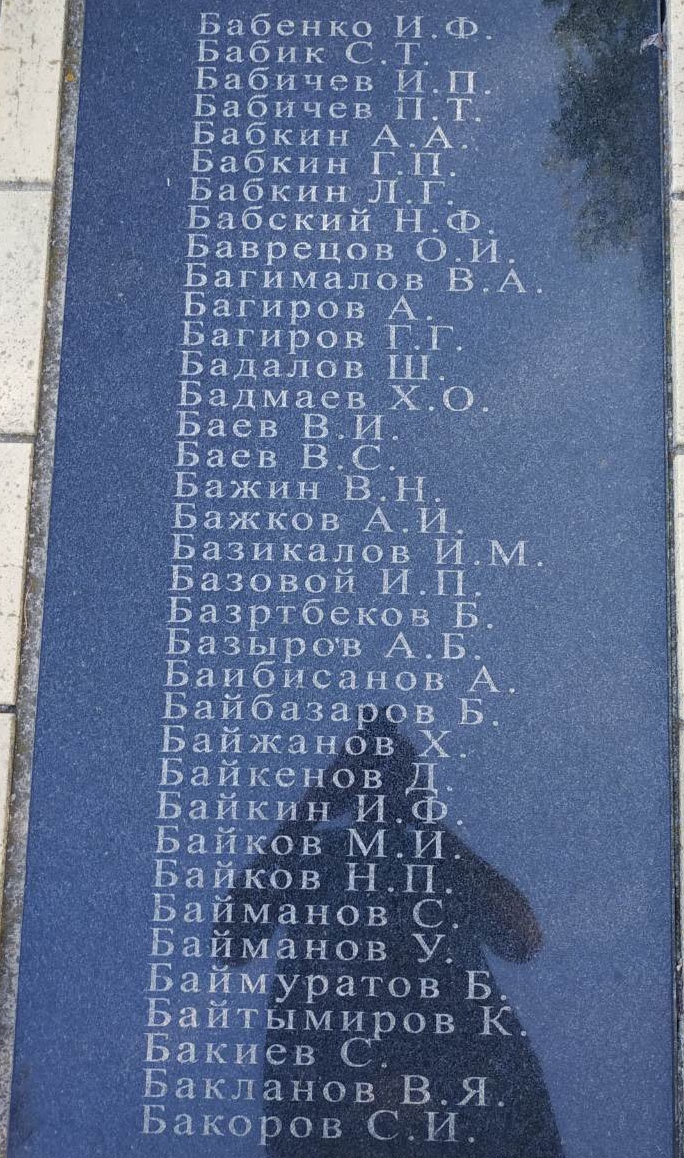 Бабенко И.Ф.
Бабик С.Т.
Бабичев И.П.
Бабичев П.Т.
Бабкин А.А.
Бабкин Г.П.
Бабкин Л.Г.
Бабский Н.Ф.
Баврецов О.И.
Багималов В.А.
Багиров А.
Багиров Г.Г.
Бадалов Ш.
Бадмаев Х.О.
Баев В.И.
Баев В.С.
Бажин В.Н.
Бажков А.И.
Базикалов И.М.
Базовой И.П.
Базртбеков Б.
Базыров А.Б.
Баибисанов А.
Байбазаров Б.
Байжанов Х.
Байкенов Д.
Байкин И.Ф.
Байков М.И.
Байков Н.П.
Байманов С.
Байманов У.
Баймуратов Б.
Байтымиров К.
Бакиев С.
Бакланов В.Я.
Бакоров С.И.